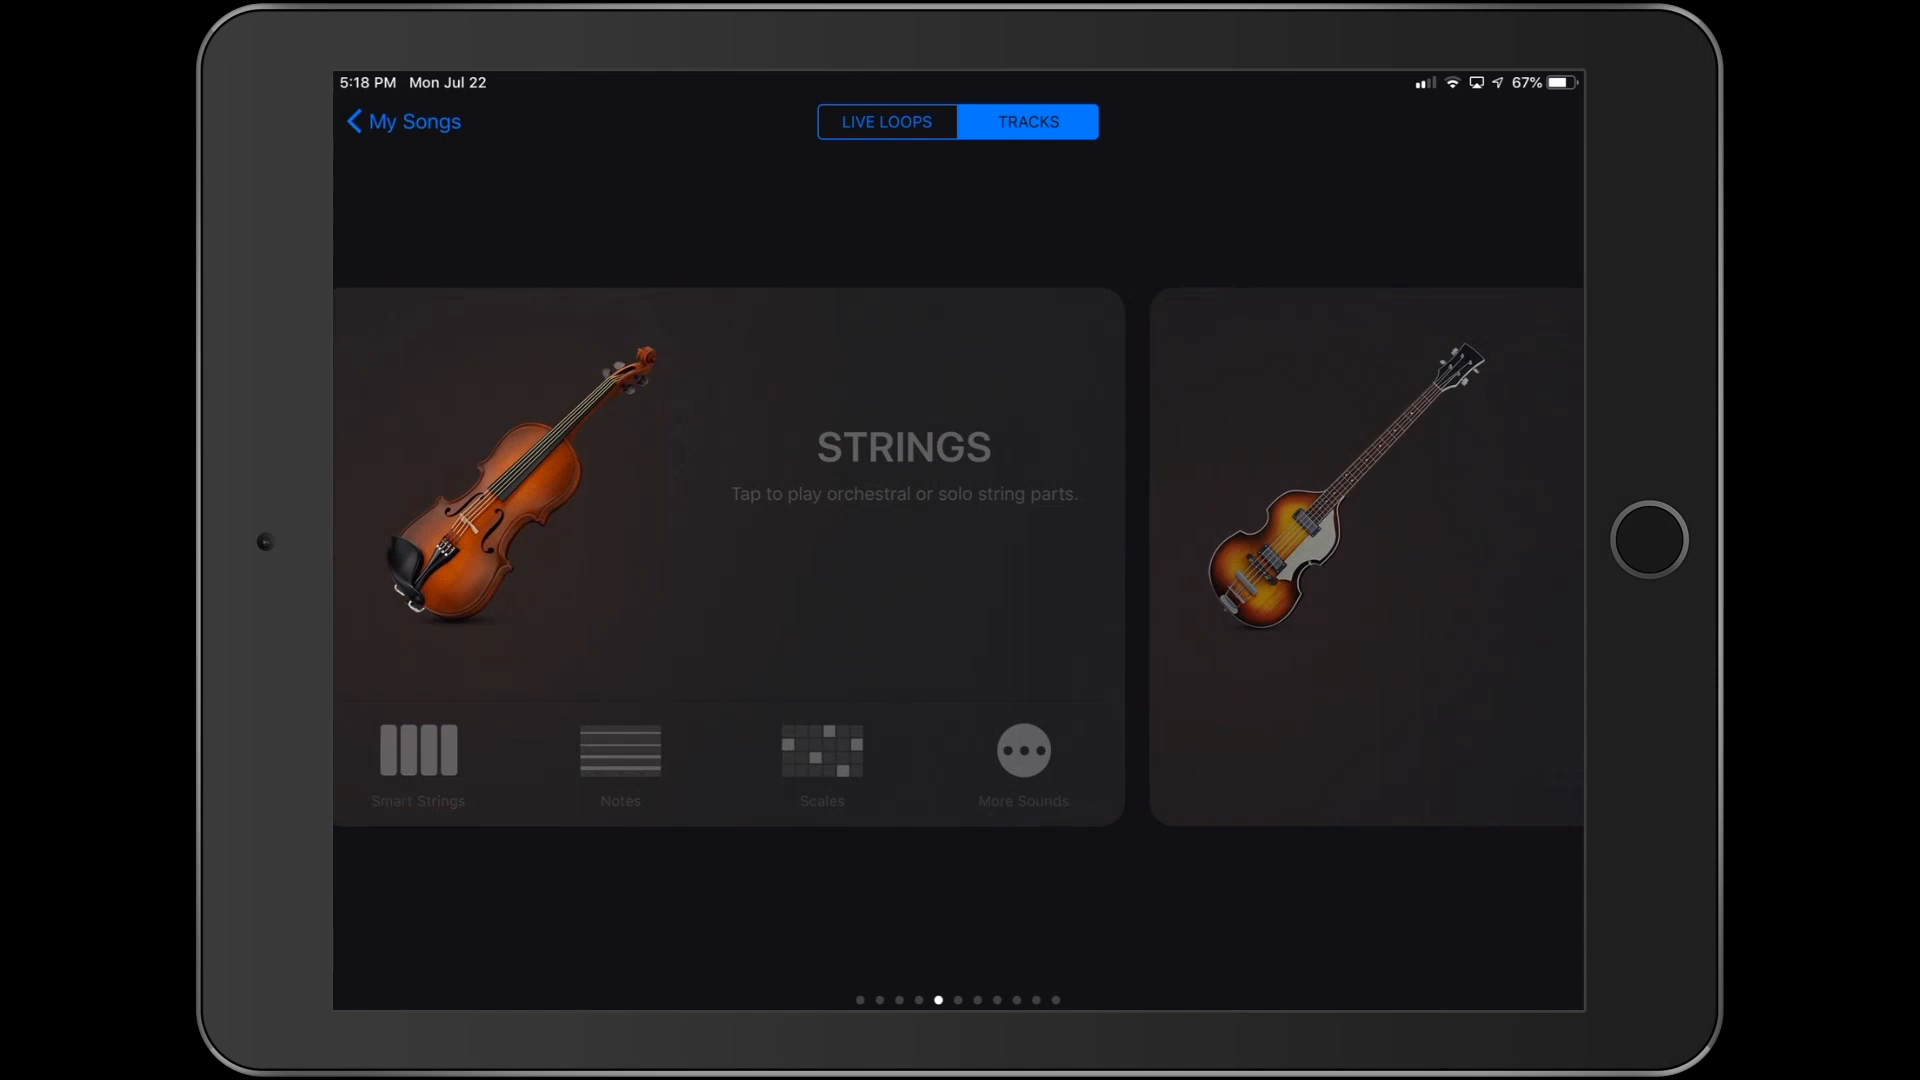 5:18 PM Mon Jul 22
67%
My Songs
LIVE LOOPS
TRACKS
STRINGS
Tap to play orchestral or solo string parts.
Smart Strings
Notes
Scales
More Sounds